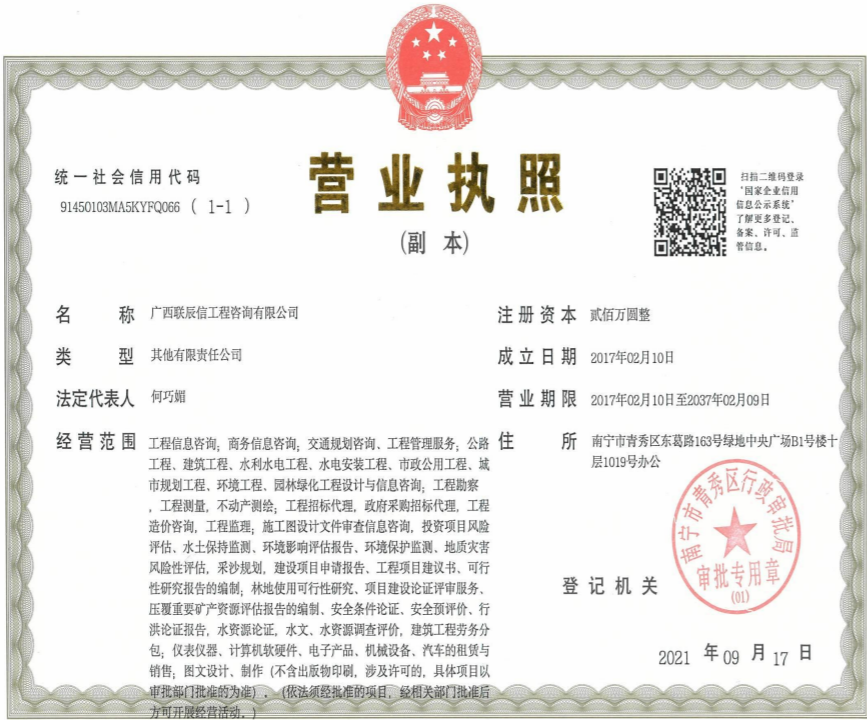 营业执照
(副 本)
统一社会信用代码
91450103MA5KYFQ066 ( 1-1 )
扫描二维码登录
'国家企业信用
信息公示系统'
了解更多登记、
备案、许可、监
管信息。
名 称 广西联辰信工程咨询有限公司
类 型 其他有限责任公司
法定代表人 何巧媚
经营范围 工程信息咨询; 商务信息咨询; 交通规划咨询、工程管理服务; 公路
工程、建筑工程、水利水电工程、水电安装工程、市政公用工程、城
市规划工程、环境工程、园林绿化工程设计与信息咨询; 工程勘察
, 工程测量, 不动产测绘; 工程招标代理, 政府采购招标代理, 工程
造价咨询, 工程监理; 施工图设计文件审查信息咨询, 投资项目风险
评估、水土保持监测、环境影响评估报告、环境保护监测、地质灾害
风险性评估, 采沙规划, 建设项目申请报告、工程项目建议书、可行
性研究报告的编制; 林地使用可行性研究、项目建设论证评审服务、
压覆重要矿产资源评估报告的编制、安全条件论证、安全预评价、行
洪论证报告, 水资源论证, 水文、水资源调查评价, 建筑工程劳务分
包; 仪表仪器、计算机软硬件、电子产品、机械设备、汽车的租赁与
销售; 图文设计、制作 (不含出版物印刷, 涉及许可的, 具体项目以
审批部门批准的为准) 。 (依法须经批准的项目, 经相关部门批准后
方可开展经营活动。)
注册资本 贰佰万圆整
成立日期 2017年02月10日
营业期限 2017年02月10日至2037年02月09日
住 所 南宁市青秀区东葛路163号绿地中央广场B1号楼十
层1019号办公
登记机关
南宁市青秀区行政审批局
审批专用章
(01)
2021 年 09 月 17 日